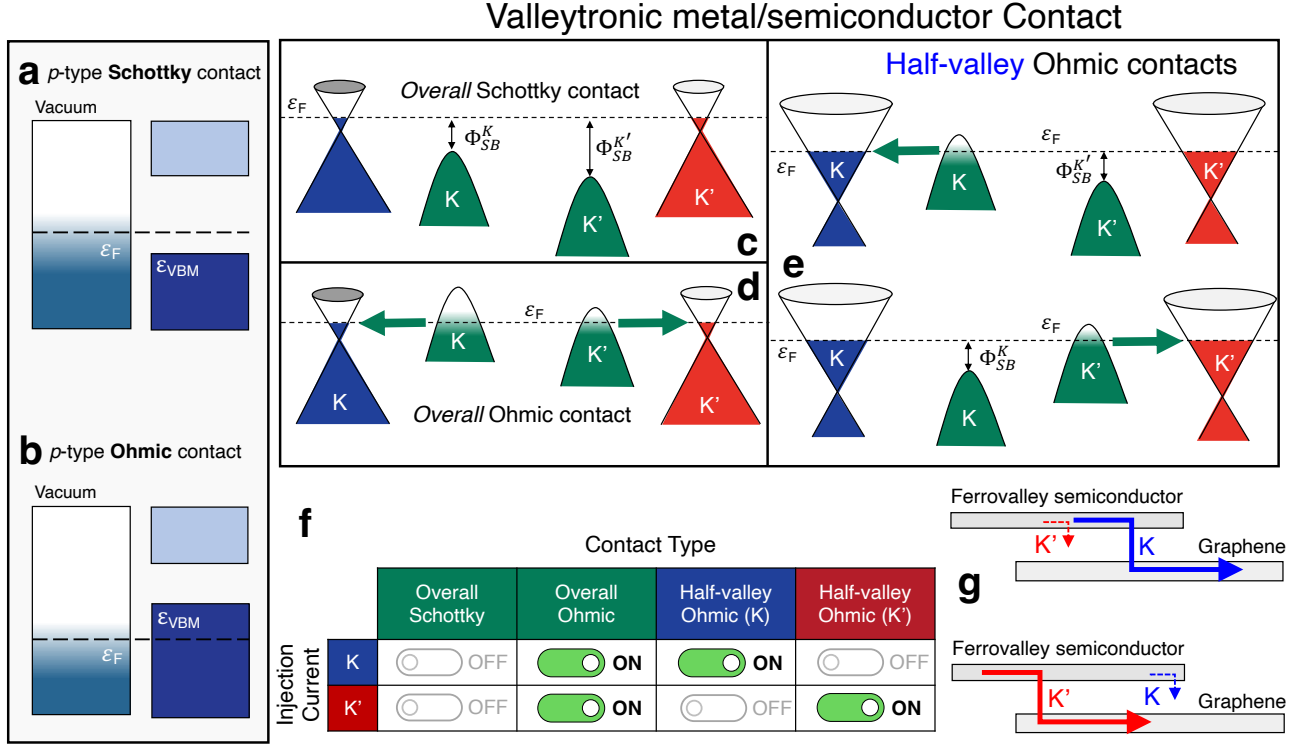 Valleytronic metal/semiconductor Contact
a p-type Schottky contact
Vacuum
εF
εVBM
b p-type Ohmic contact
Vacuum
εF
εVBM
c
Overall Schottky contact
εF
Φ^K_SB
Φ^K'_SB
K
K'
d
εF
K
K'
K
K'
Overall Ohmic contact
e
Half-valley Ohmic contacts
εF
εF
K
K
Φ^K'_SB
K'
K'
εF
εF
K
Φ^K_SB
K
K'
K'
f
Contact Type
Overall Schottky
Overall Ohmic
Half-valley Ohmic (K)
Half-valley Ohmic (K')
Injection Current
K OFF ON ON OFF
K' OFF ON OFF ON
g
Ferrovalley semiconductor
K' K
Graphene
Ferrovalley semiconductor
K' K
Graphene